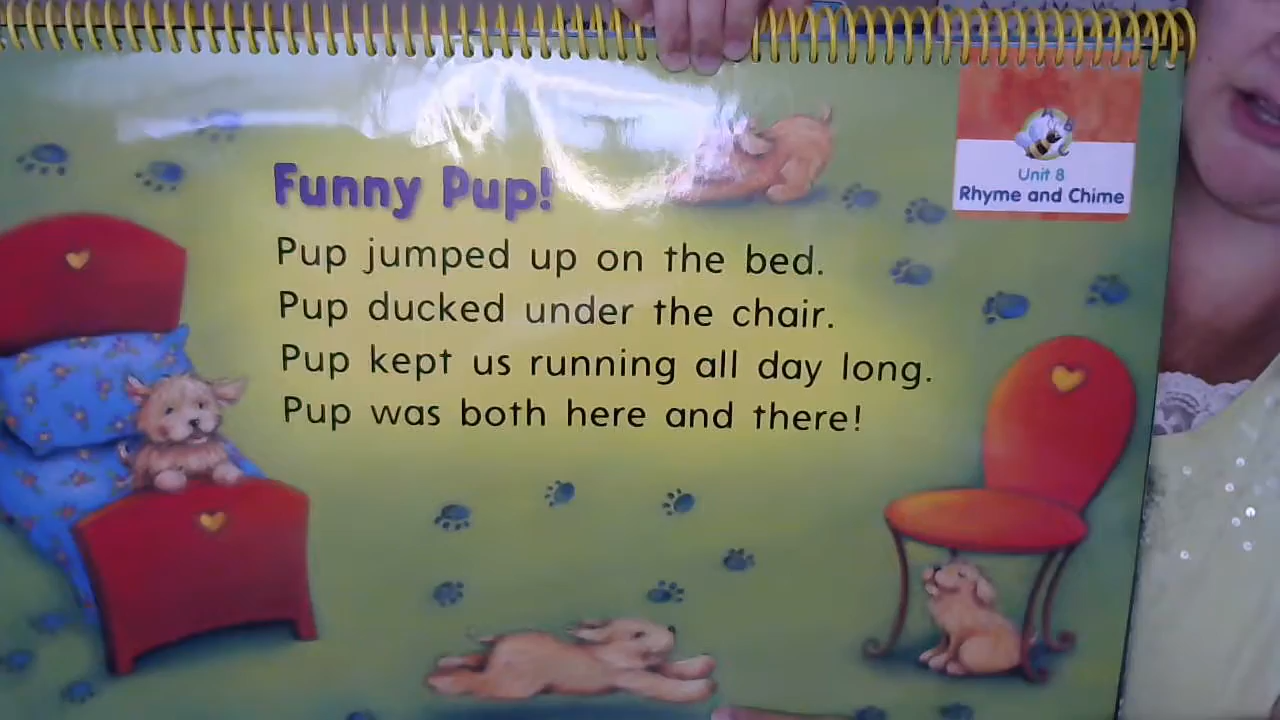 Unit 8
Rhyme and Chime
Funny Pup!
Pup jumped up on the bed.
Pup ducked under the chair.
Pup kept us running all day long.
Pup was both here and there!